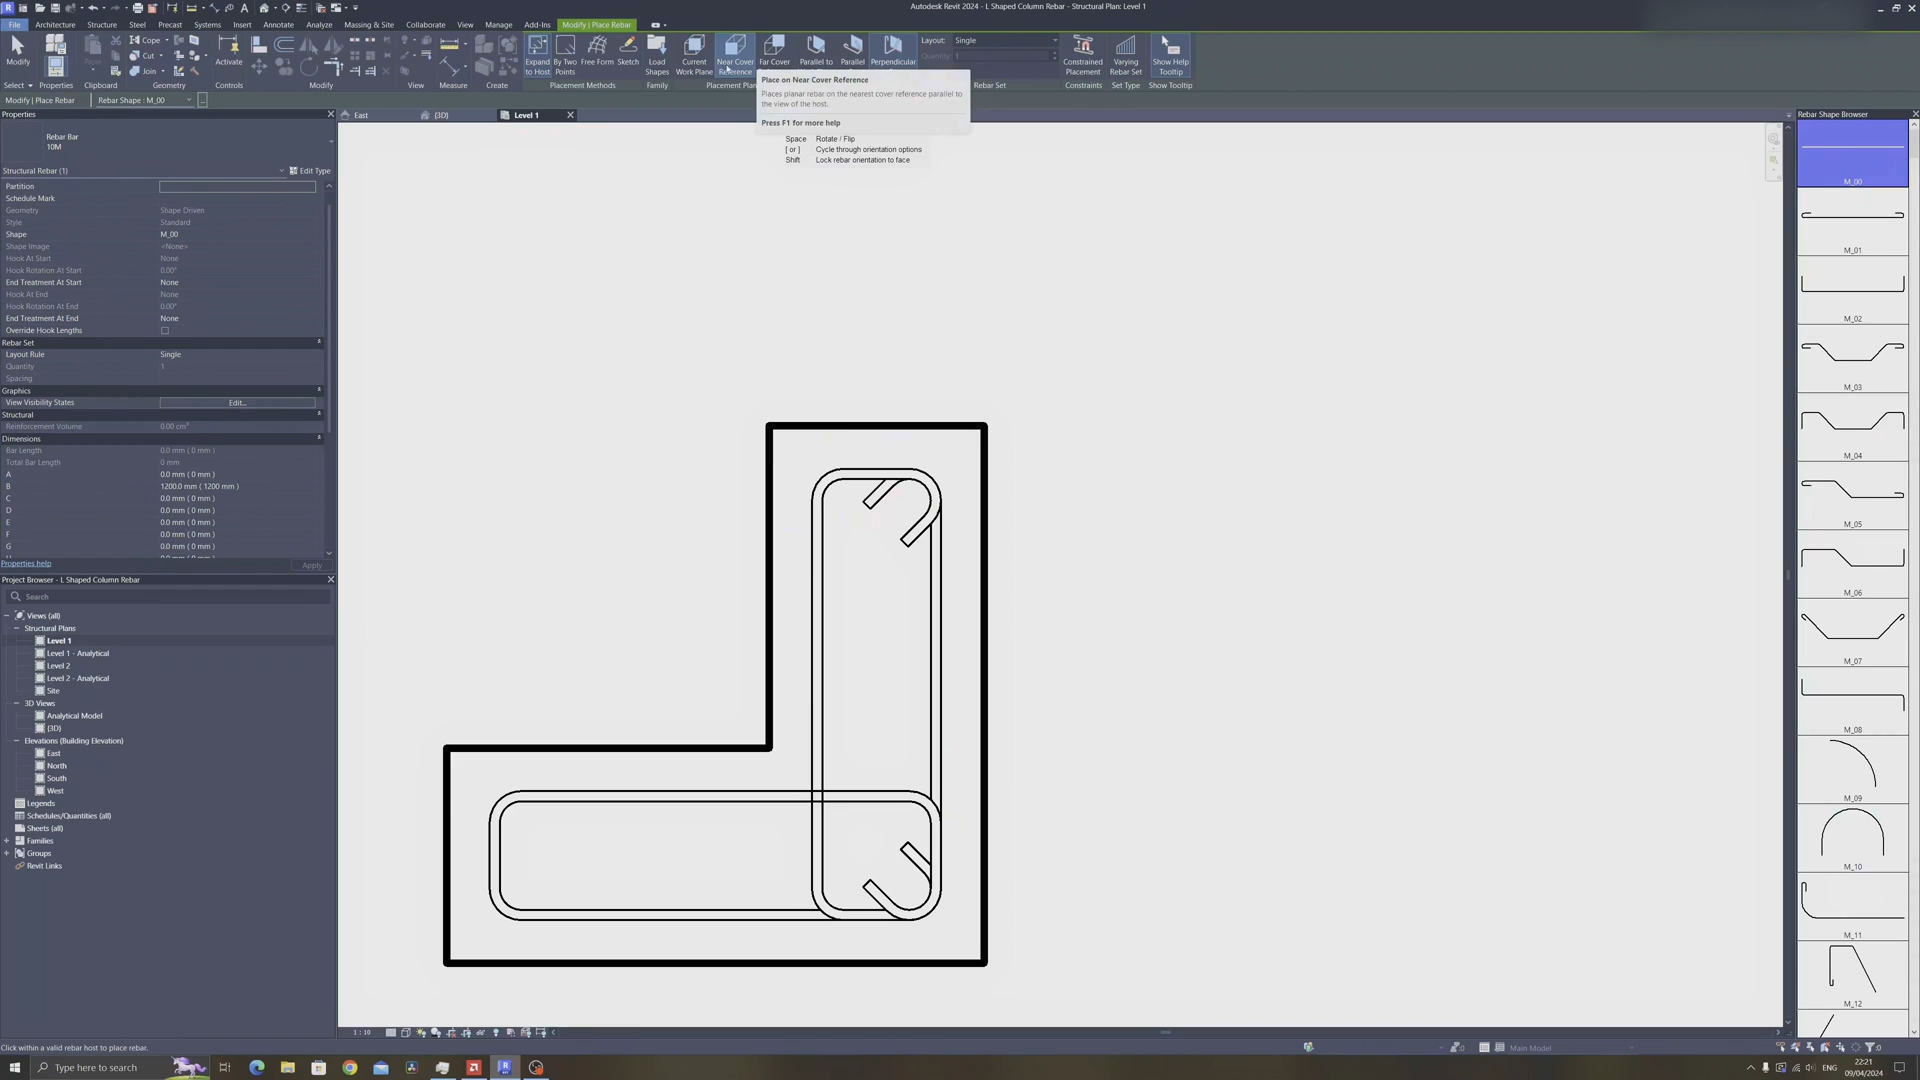 Autodesk Revit 2024 - L Shaped Column Rebar - Structural Plan: Level 1
File Architecture Structure Steel Precast Systems Insert Annotate Analyze Massing & Site Collaborate View Manage Add-Ins Modify | Place Rebar
Modify
Cope
Cut
Join
Activate
Expand to Host
By Two Points
Free Form
Sketch
Load Shapes
Current Work Plane
Near Cover Reference
Far Cover
Parallel to
Parallel
Perpendicular
Layout: Single
Quantity: 1
Constrained Placement
Varying Rebar Set
Show Help Tooltip
Select Properties Clipboard Geometry Controls Modify View Measure Create Placement Methods Family Placement Plan Rebar Set Constraints Set Type Show Tooltip
Place on Near Cover Reference
Places planar rebar on the nearest cover reference parallel to
the view of the host.
Press F1 for more help
Space Rotate / Flip
[ or ] Cycle through orientation options
Shift Lock rebar orientation to face
Modify | Place Rebar
Rebar Shape : M_00
Properties
East
{3D}
Level 1
Rebar Bar
10M
Structural Rebar (1)
Edit Type
Partition
Schedule Mark
Geometry Shape Driven
Style Standard
Shape M_00
Shape Image <None>
Hook At Start None
Hook Rotation At Start 0.00°
End Treatment At Start None
Hook At End None
Hook Rotation At End 0.00°
End Treatment At End None
Override Hook Lengths
Rebar Set
Layout Rule Single
Quantity 1
Spacing
Graphics
View Visibility States Edit...
Structural
Reinforcement Volume 0.00 cm³
Dimensions
Bar Length 0.0 mm ( 0 mm )
Total Bar Length 0 mm
A 0.0 mm ( 0 mm )
B 1200.0 mm ( 1200 mm )
C 0.0 mm ( 0 mm )
D 0.0 mm ( 0 mm )
E 0.0 mm ( 0 mm )
F 0.0 mm ( 0 mm )
G 0.0 mm ( 0 mm )
Properties help
Apply
Project Browser - L Shaped Column Rebar
Search
Views (all)
Structural Plans
Level 1
Level 1 - Analytical
Level 2
Level 2 - Analytical
Site
3D Views
Analytical Model
{3D}
Elevations (Building Elevation)
East
North
South
West
Legends
Schedules/Quantities (all)
Sheets (all)
Families
Groups
Revit Links
Rebar Shape Browser
M_00
M_01
M_02
M_03
M_04
M_05
M_06
M_07
M_08
M_09
M_10
M_11
M_12
1 : 10
Click within a valid rebar host to place rebar.
:0
Main Model
:0
Type here to search
ENG
22:21
09/04/2024